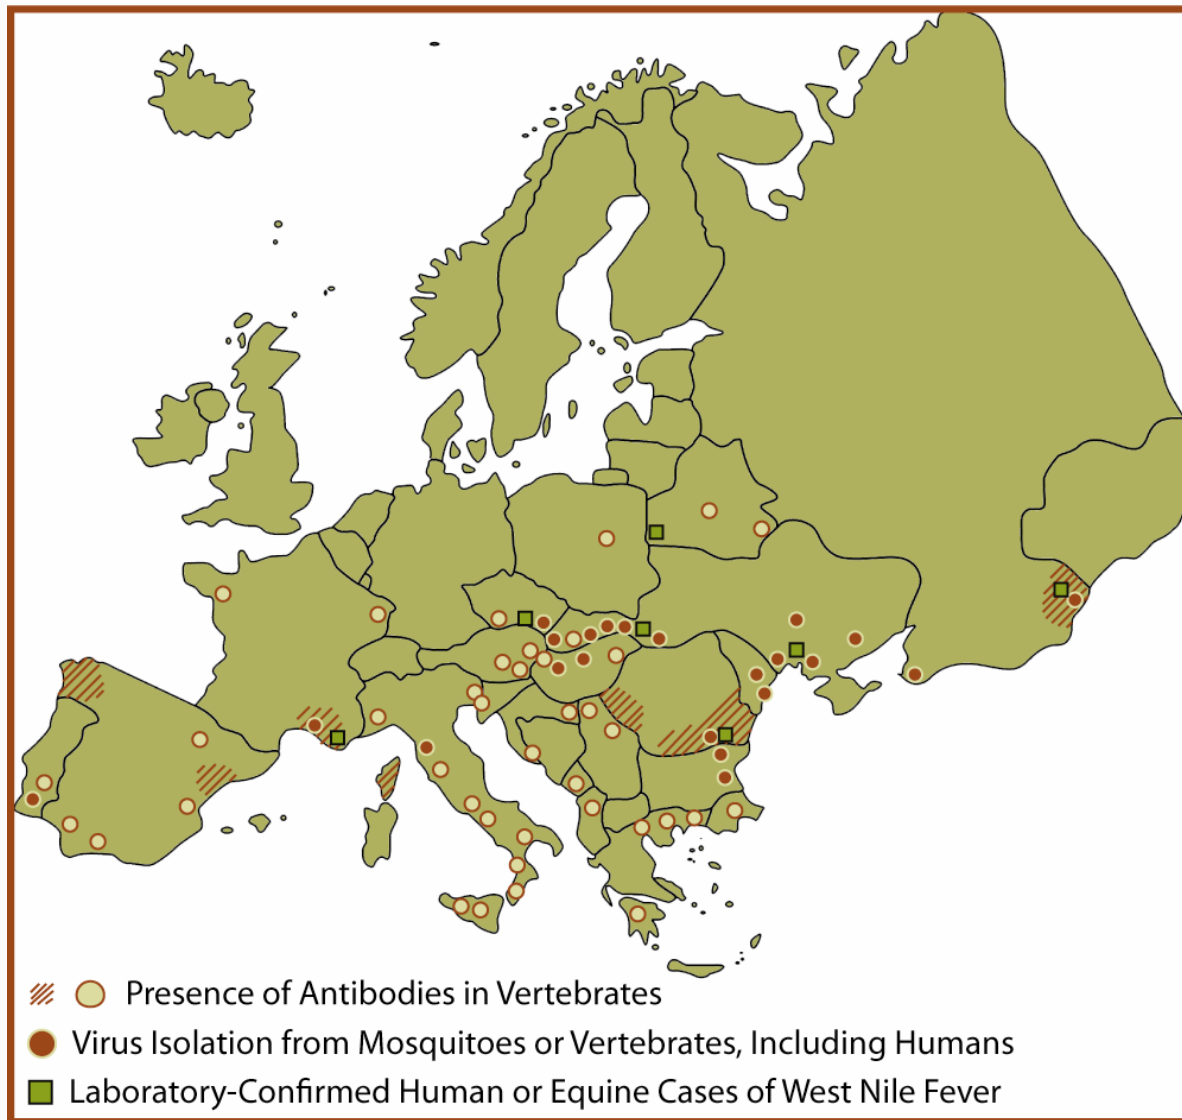 Presence of Antibodies in Vertebrates
Virus Isolation from Mosquitoes or Vertebrates, Including Humans
Laboratory-Confirmed Human or Equine Cases of West Nile Fever